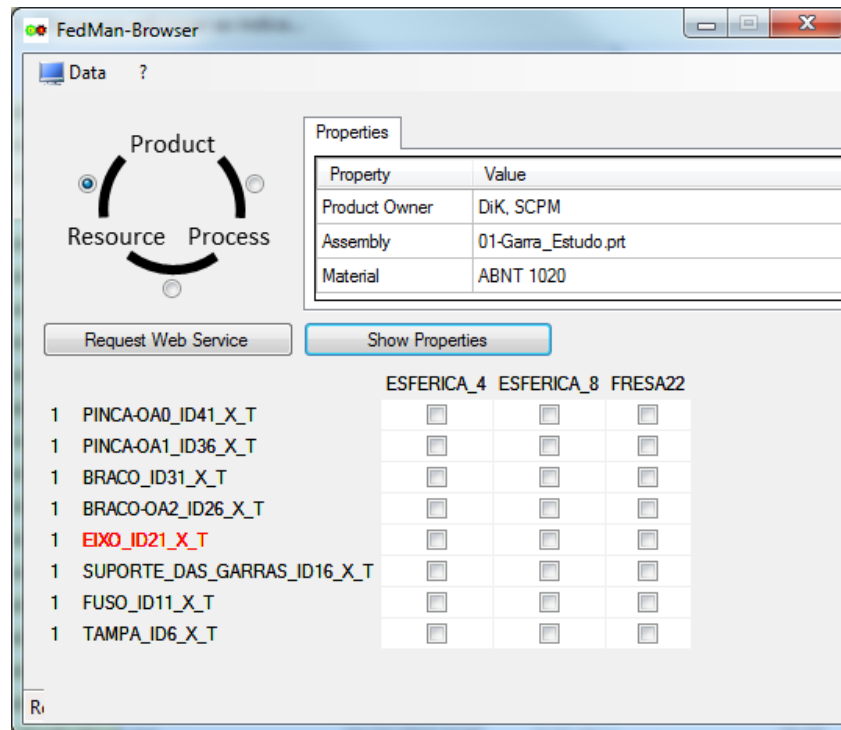 FedMan-Browser
Data ?
Product
Resource Process
Properties
Property Value
Product Owner DiK, SCPM
Assembly 01-Garra_Estudo.prt
Material ABNT 1020
Request Web Service Show Properties
ESFERICA_4 ESFERICA_8 FRESA22
1 PINCA-OA0_ID41_X_T
1 PINCA-OA1_ID36_X_T
1 BRACO_ID31_X_T
1 BRACO-OA2_ID26_X_T
1 EIXO_ID21_X_T
1 SUPORTE_DAS_GARRAS_ID16_X_T
1 FUSO_ID11_X_T
1 TAMPA_ID6_X_T